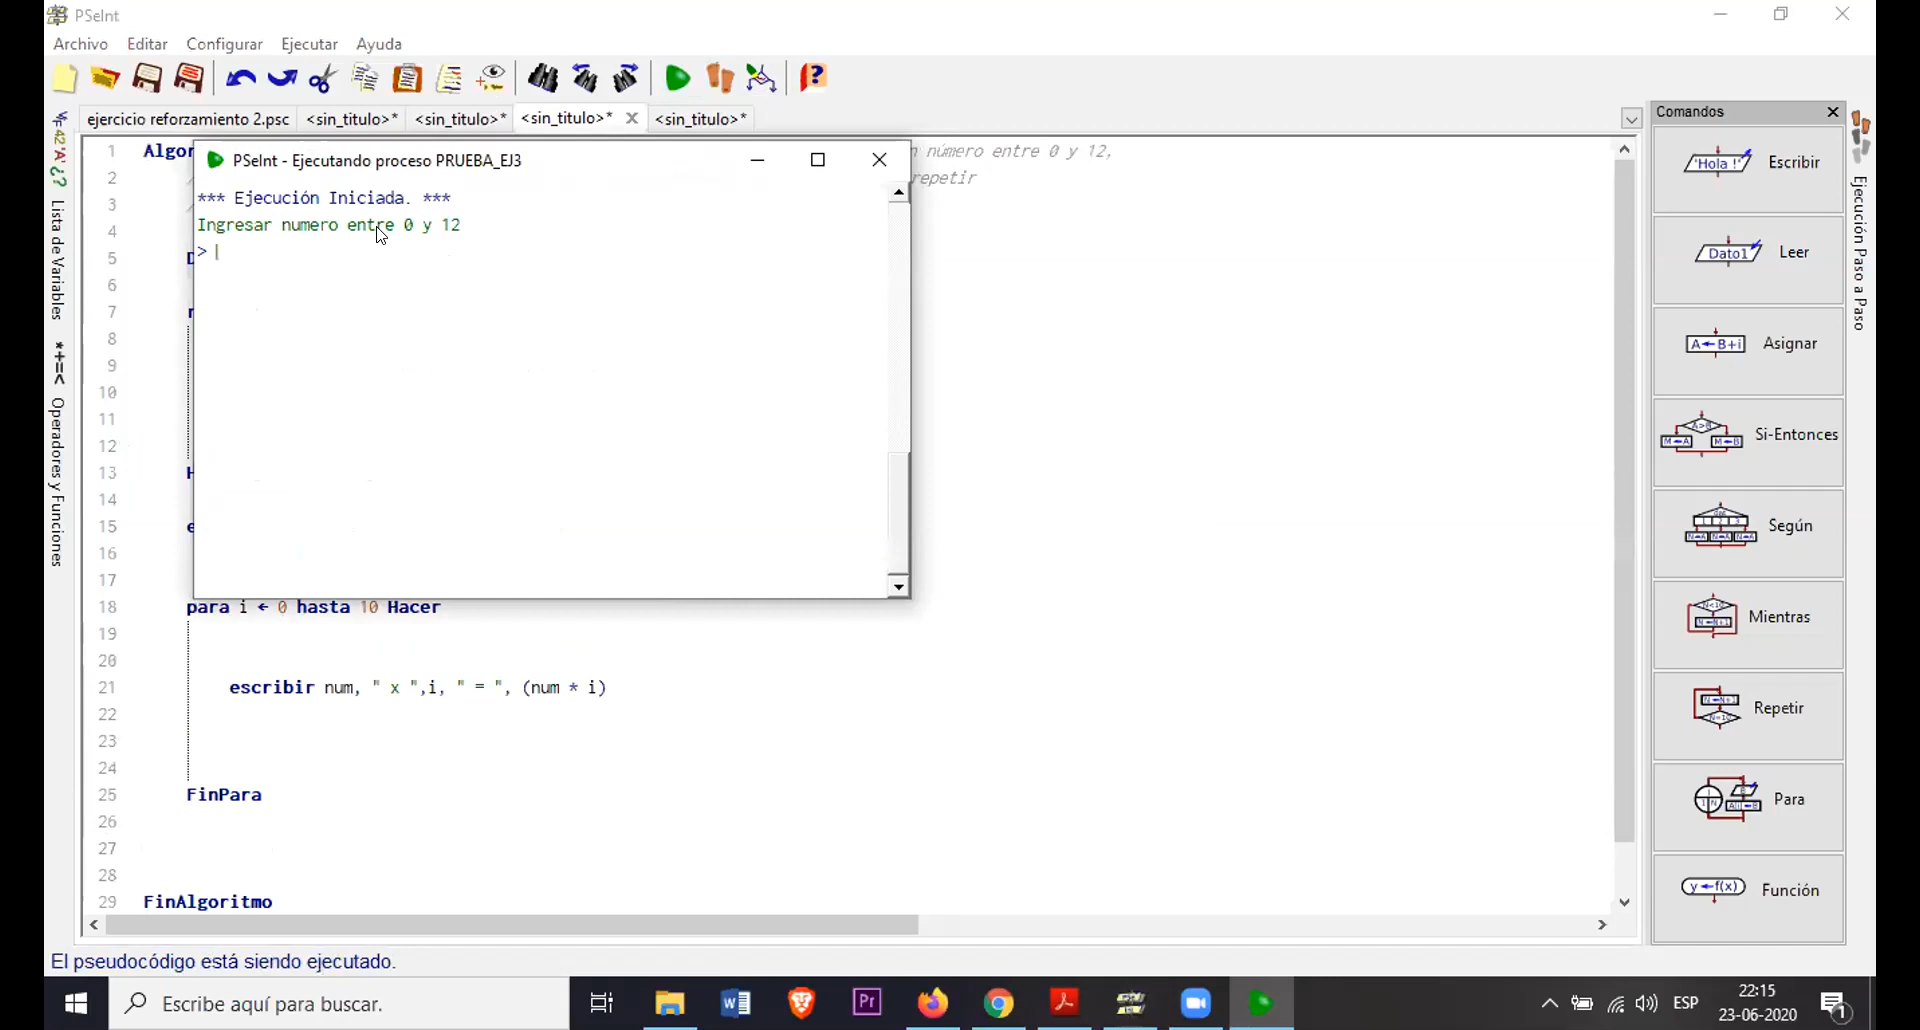 PSeInt
Archivo Editar Configurar Ejecutar Ayuda
ejercicio reforzamiento 2.psc <sin_titulo>* <sin_titulo>* <sin_titulo>* <sin_titulo>*
Comandos
1 Algor
n número entre 0 y 12,
2
repetir
3
4
5
6
7
8
9
10
11
12
13
14
15
16
17
PSeInt - Ejecutando proceso PRUEBA_EJ3
*** Ejecución Iniciada. ***
Ingresar numero entre 0 y 12
>
18 para i ← 0 hasta 10 Hacer
19
20
21 escribir num, " x ",i, " = ", (num * i)
22
23
24
25 FinPara
26
27
28
29 FinAlgoritmo
Lista de Variables
*+=< Operadores y Funciones
'Hola !' Escribir
Dato1 Leer
A←B+i Asignar
Si-Entonces
Según
Mientras
Repetir
Para
y←f(x) Función
Ejecución Paso a Paso
El pseudocódigo está siendo ejecutado.
Escribe aquí para buscar.
W
Pr
ESP
22:15
23-06-2020
1